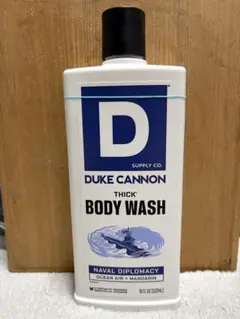 D
SUPPLY CO.
DUKE CANNON
THICK
BODY WASH
NAVAL DIPLOMACY
OCEAN AIR + MANDARIN